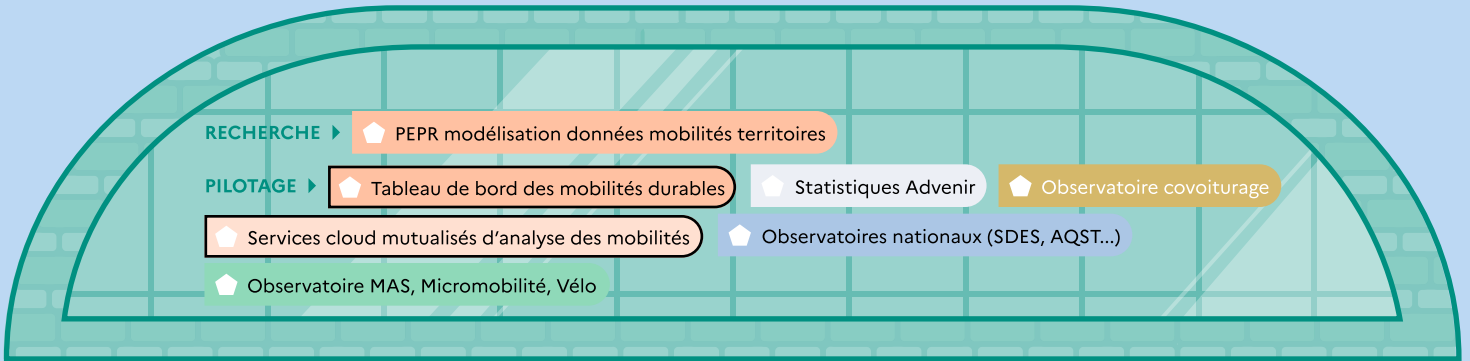 RECHERCHE PEPR modélisation données mobilités territoires
PILOTAGE Tableau de bord des mobilités durables Statistiques Advenir Observatoire covoiturage
Services cloud mutualisés d’analyse des mobilités Observatoires nationaux (SDES, AQST...)
Observatoire MAS, Micromobilité, Vélo